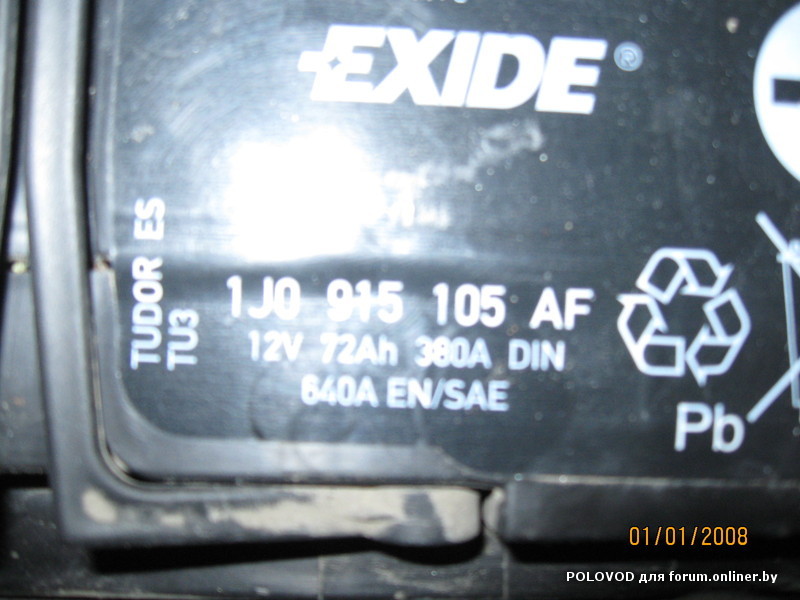 EXIDE®
TUDOR ES
TU3
1J0 915 105 AF
12V 72Ah 380A DIN
640A EN/SAE
Pb
01/01/2008
POLOVOD для forum.onliner.by